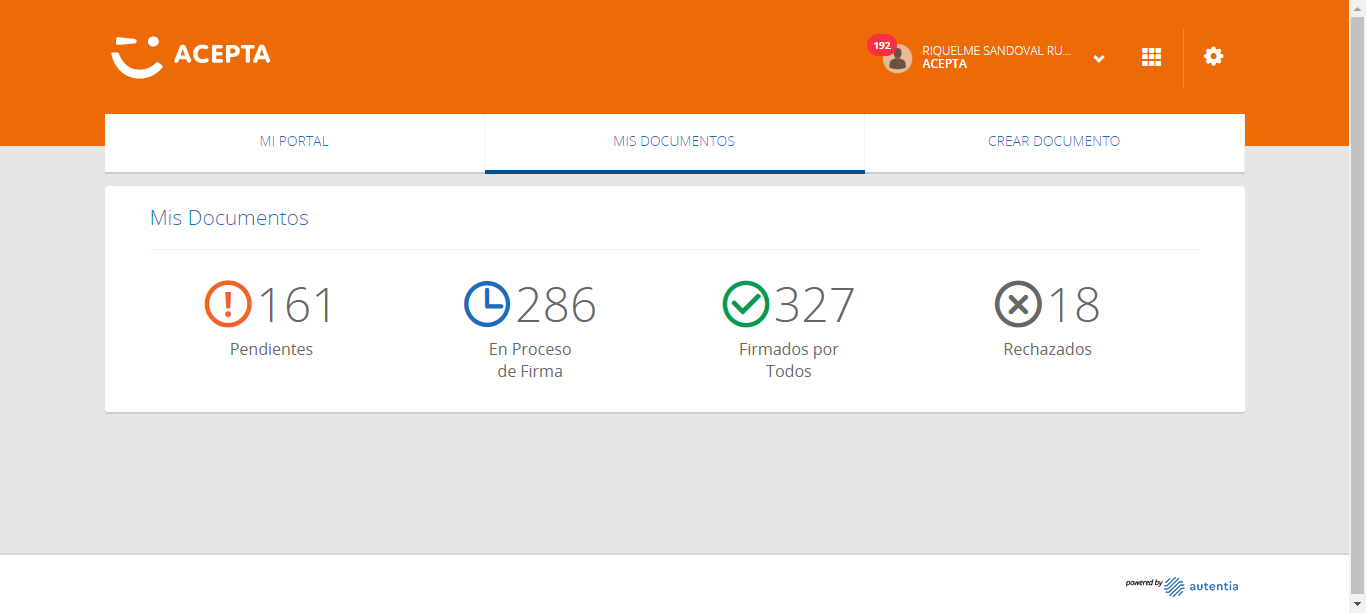 ACEPTA
192
RIQUELME SANDOVAL RU...
ACEPTA
MI PORTAL
MIS DOCUMENTOS
CREAR DOCUMENTO
Mis Documentos
161
Pendientes
286
En Proceso
de Firma
327
Firmados por
Todos
18
Rechazados
powered by autentia